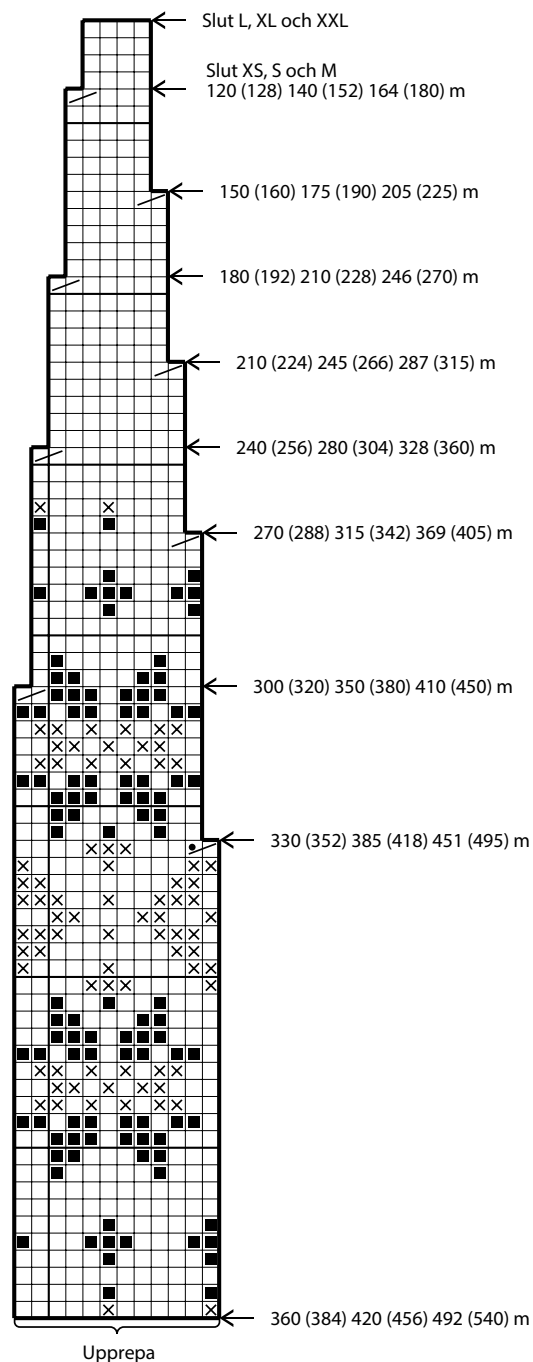 Slut L, XL och XXL
Slut XS, S och M
120 (128) 140 (152) 164 (180) m
150 (160) 175 (190) 205 (225) m
180 (192) 210 (228) 246 (270) m
210 (224) 245 (266) 287 (315) m
240 (256) 280 (304) 328 (360) m
270 (288) 315 (342) 369 (405) m
300 (320) 350 (380) 410 (450) m
330 (352) 385 (418) 451 (495) m
360 (384) 420 (456) 492 (540) m
Upprepa